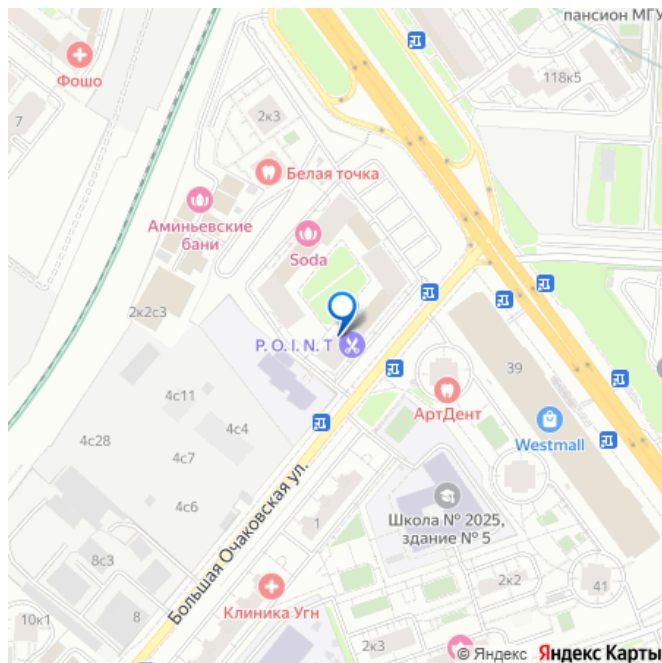 пансион МГУ
Фошо
118к5
7
2к3
Белая точка
Аминьевские
бани
Soda
2к2с3
P. O. I. N. T
39
4с11
АртДент
4с28
4с4
Westmall
4с7
4с6
Большая Очаковская ул.
Школа № 2025,
здание № 5
1
8с3
2к2
41
Клиника Угн
10к1
8
2к3
© Яндекс Яндекс Карты